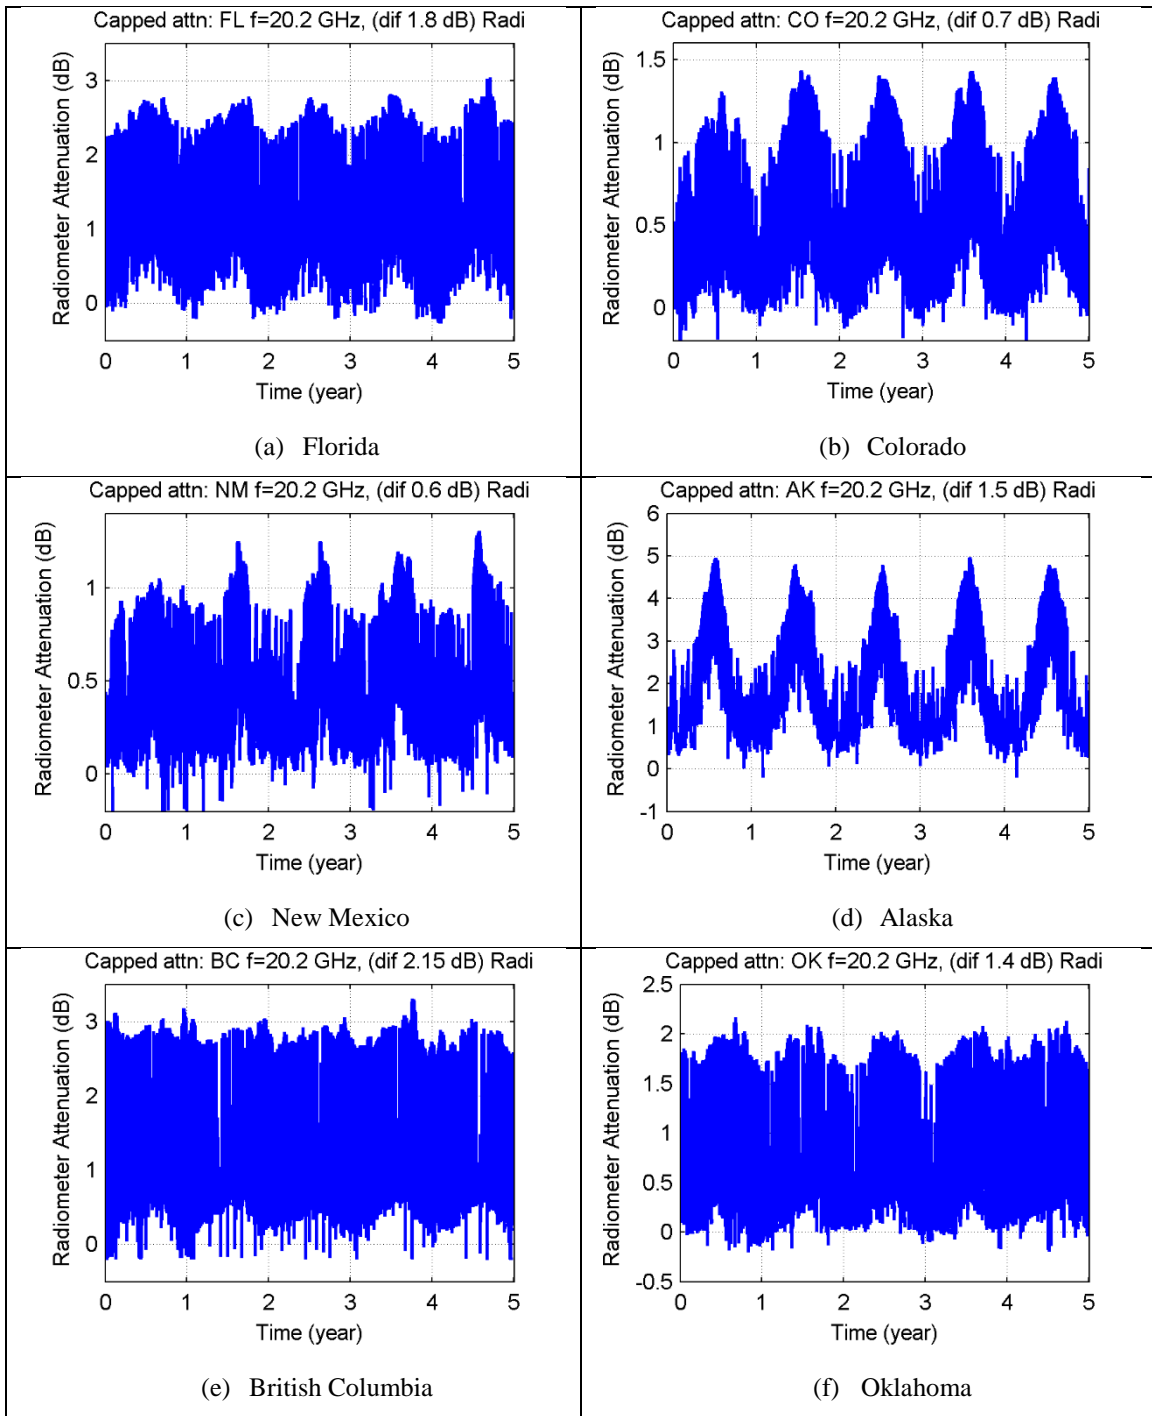 Capped attn: FL f=20.2 GHz, (dif 1.8 dB) Radi
Radiometer Attenuation (dB)
3
2
1
0
0 1 2 3 4 5
Time (year)
(a) Florida
Capped attn: CO f=20.2 GHz, (dif 0.7 dB) Radi
Radiometer Attenuation (dB)
1.5
1
0.5
0
0 1 2 3 4 5
Time (year)
(b) Colorado
Capped attn: NM f=20.2 GHz, (dif 0.6 dB) Radi
Radiometer Attenuation (dB)
1
0.5
0
0 1 2 3 4 5
Time (year)
(c) New Mexico
Capped attn: AK f=20.2 GHz, (dif 1.5 dB) Radi
Radiometer Attenuation (dB)
6
5
4
3
2
1
0
-1
0 1 2 3 4 5
Time (year)
(d) Alaska
Capped attn: BC f=20.2 GHz, (dif 2.15 dB) Radi
Radiometer Attenuation (dB)
3
2
1
0
0 1 2 3 4 5
Time (year)
(e) British Columbia
Capped attn: OK f=20.2 GHz, (dif 1.4 dB) Radi
Radiometer Attenuation (dB)
2.5
2
1.5
1
0.5
0
-0.5
0 1 2 3 4 5
Time (year)
(f) Oklahoma